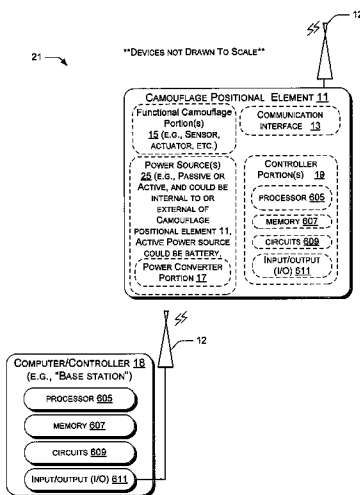 12
**DEVICES NOT DRAWN TO SCALE**
21
CAMOUFLAGE POSITIONAL ELEMENT 11
Functional Camouflage
Portion(s)
15 (E.G., SENSOR,
ACTUATOR, ETC.)
COMMUNICATION
INTERFACE 13
POWER SOURCE(S)
25 (E.G., PASSIVE OR
ACTIVE, AND COULD BE
INTERNAL TO OR
EXTERNAL OF
CAMOUFLAGE
POSITIONAL ELEMENT 11,
ACTIVE POWER SOURCE
COULD BE BATTERY,
POWER CONVERTER
PORTION 17
CONTROLLER
PORTION(S) 19
PROCESSOR 605
MEMORY 607
CIRCUITS 609
INPUT/OUTPUT
(I/O) 611
12
COMPUTER/CONTROLLER 18
(E.G., "BASE STATION")
PROCESSOR 605
MEMORY 607
CIRCUITS 609
INPUT/OUTPUT (I/O) 611